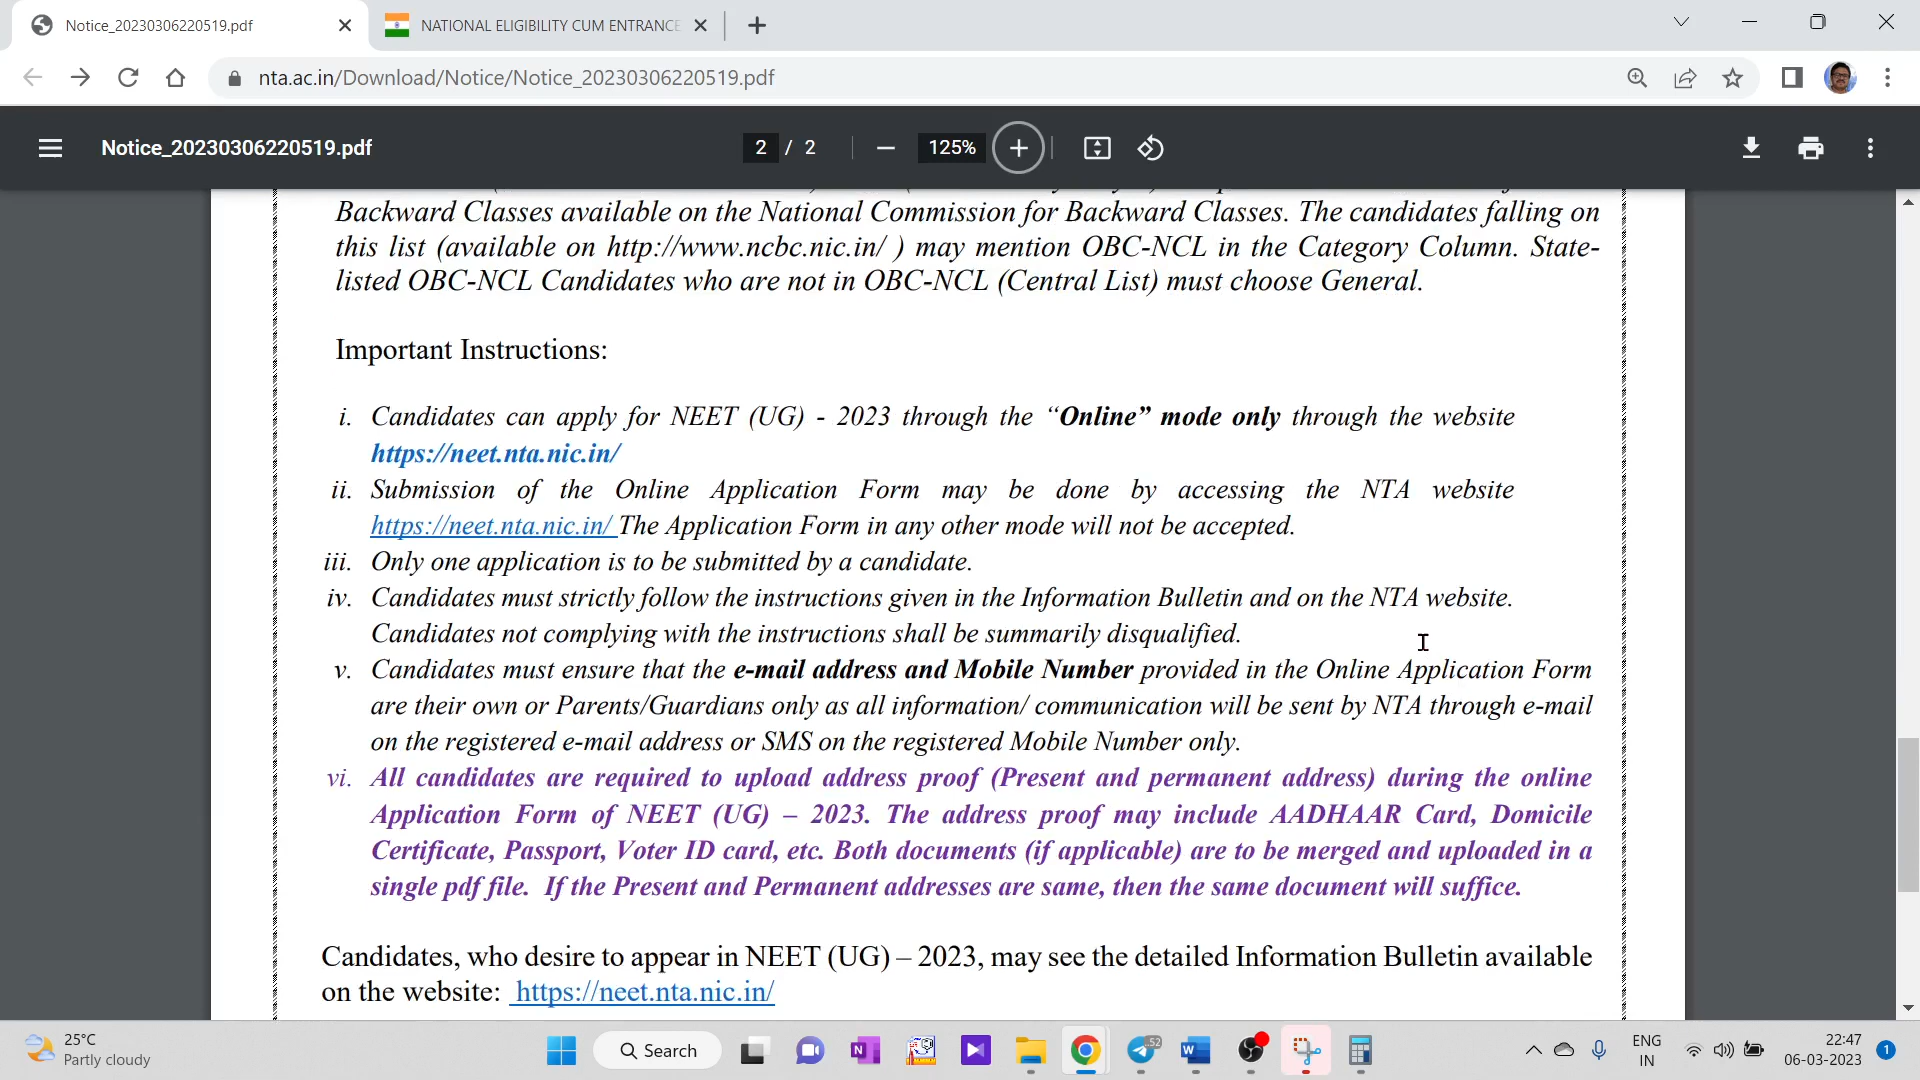 Notice_20230306220519.pdf
NATIONAL ELIGIBILITY CUM ENTRANCE
nta.ac.in/Download/Notice/Notice_20230306220519.pdf
Notice_20230306220519.pdf
2 / 2
125%
Backward Classes available on the National Commission for Backward Classes. The candidates falling on
this list (available on http://www.ncbc.nic.in/ ) may mention OBC-NCL in the Category Column. State-
listed OBC-NCL Candidates who are not in OBC-NCL (Central List) must choose General.
Important Instructions:
i. Candidates can apply for NEET (UG) - 2023 through the “Online” mode only through the website
https://neet.nta.nic.in/
ii. Submission of the Online Application Form may be done by accessing the NTA website
https://neet.nta.nic.in/ The Application Form in any other mode will not be accepted.
iii. Only one application is to be submitted by a candidate.
iv. Candidates must strictly follow the instructions given in the Information Bulletin and on the NTA website.
Candidates not complying with the instructions shall be summarily disqualified.
v. Candidates must ensure that the e-mail address and Mobile Number provided in the Online Application Form
are their own or Parents/Guardians only as all information/ communication will be sent by NTA through e-mail
on the registered e-mail address or SMS on the registered Mobile Number only.
vi. All candidates are required to upload address proof (Present and permanent address) during the online
Application Form of NEET (UG) – 2023. The address proof may include AADHAAR Card, Domicile
Certificate, Passport, Voter ID card, etc. Both documents (if applicable) are to be merged and uploaded in a
single pdf file. If the Present and Permanent addresses are same, then the same document will suffice.
Candidates, who desire to appear in NEET (UG) – 2023, may see the detailed Information Bulletin available
on the website: https://neet.nta.nic.in/
25°C
Partly cloudy
Search
52
ENG
IN
22:47
06-03-2023
1